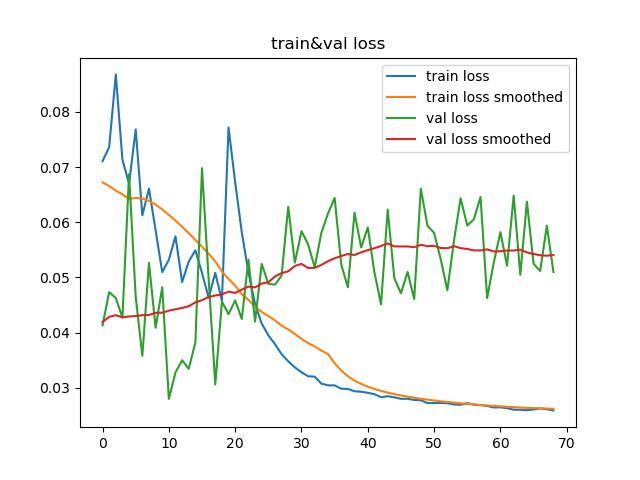 train&val loss
train loss
train loss smoothed
val loss
val loss smoothed
0.08
0.07
0.06
0.05
0.04
0.03
0 10 20 30 40 50 60 70